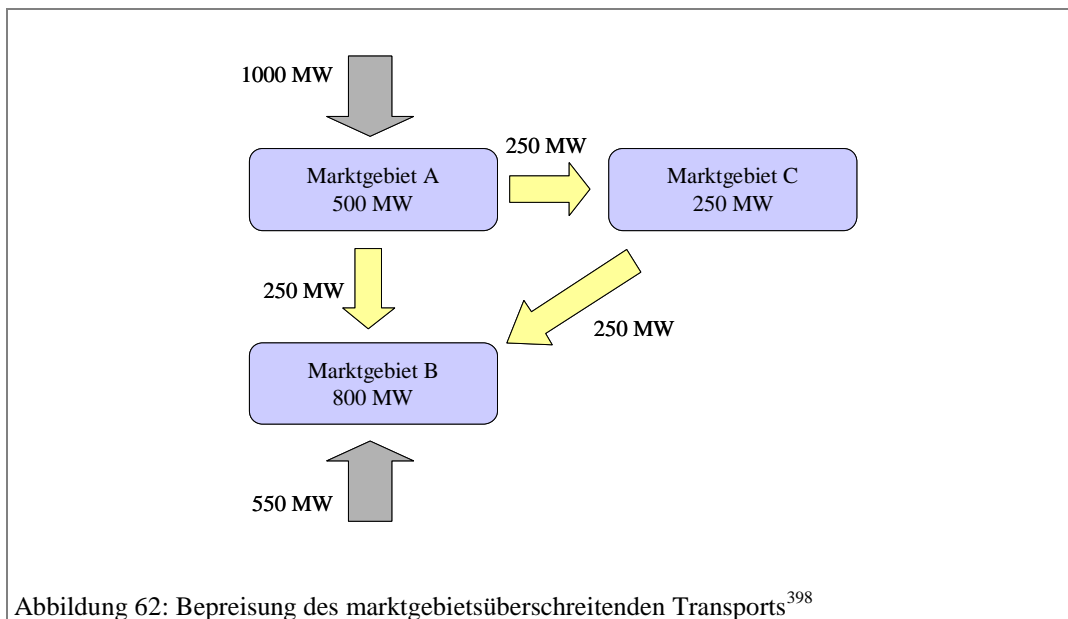 1000 MW
250 MW
Marktgebiet A
500 MW
Marktgebiet C
250 MW
250 MW
250 MW
Marktgebiet B
800 MW
550 MW
Abbildung 62: Bepreisung des marktgebietsüberschreitenden Transports398